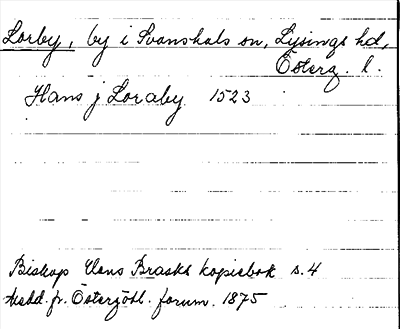 Lorby, by i Svanshals sn, Lysings hd,
Österg. l.
Hans j Loraby 1523
Biskop Hans Brasks kopiebok s. 4
Medd. fr. Östergötl. fornm. 1875